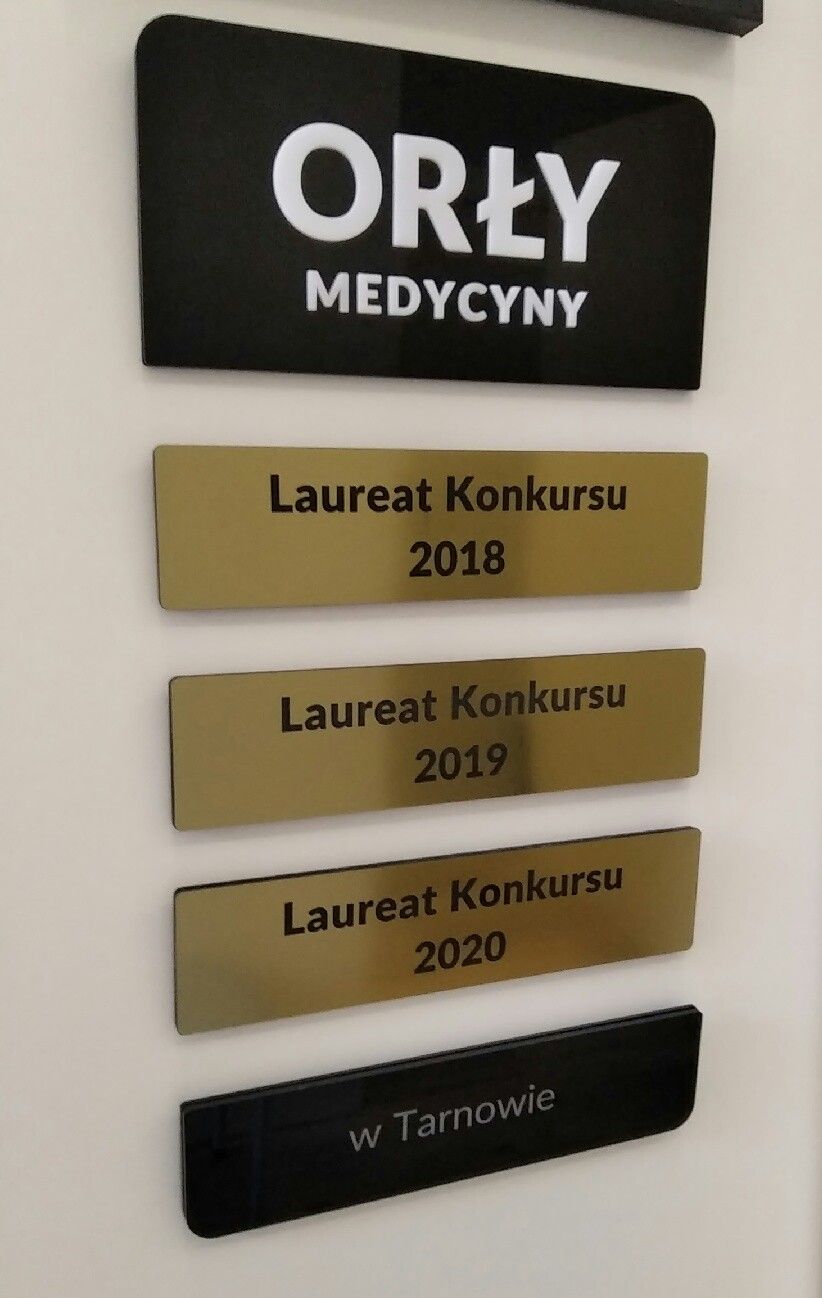 ORŁY
MEDYCYNY
Laureat Konkursu
2018
Laureat Konkursu
2019
Laureat Konkursu
2020
w Tarnowie